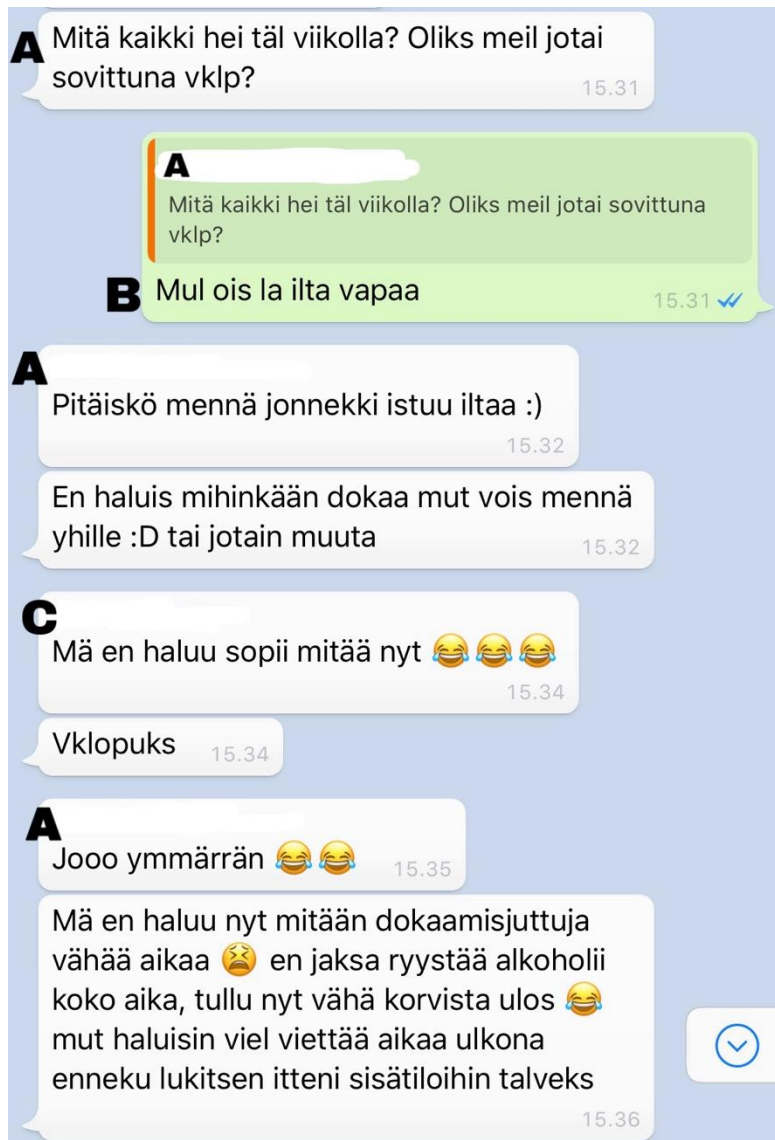 A
Mitä kaikki hei täl viikolla? Oliks meil jotai
sovittuna vklp?
15.31
A
Mitä kaikki hei täl viikolla? Oliks meil jotai sovittuna
vklp?
B
Mul ois la ilta vapaa
15.31
A
Pitäiskö mennä jonnekki istuu iltaa :)
15.32
En haluis mihinkään dokaa mut vois mennä
yhille :D tai jotain muuta
15.32
C
Mä en haluu sopii mitää nyt 😂😂😂
15.34
Vklopuks
15.34
A
Jooo ymmärrän 😂😂
15.35
Mä en haluu nyt mitään dokaamisjuttuja
vähää aikaa 😫 en jaksa ryystää alkoholii
koko aika, tullu nyt vähä korvista ulos 😂
mut haluisin viel viettää aikaa ulkona
enneku lukitsen itteni sisätiloihin talveks
15.36